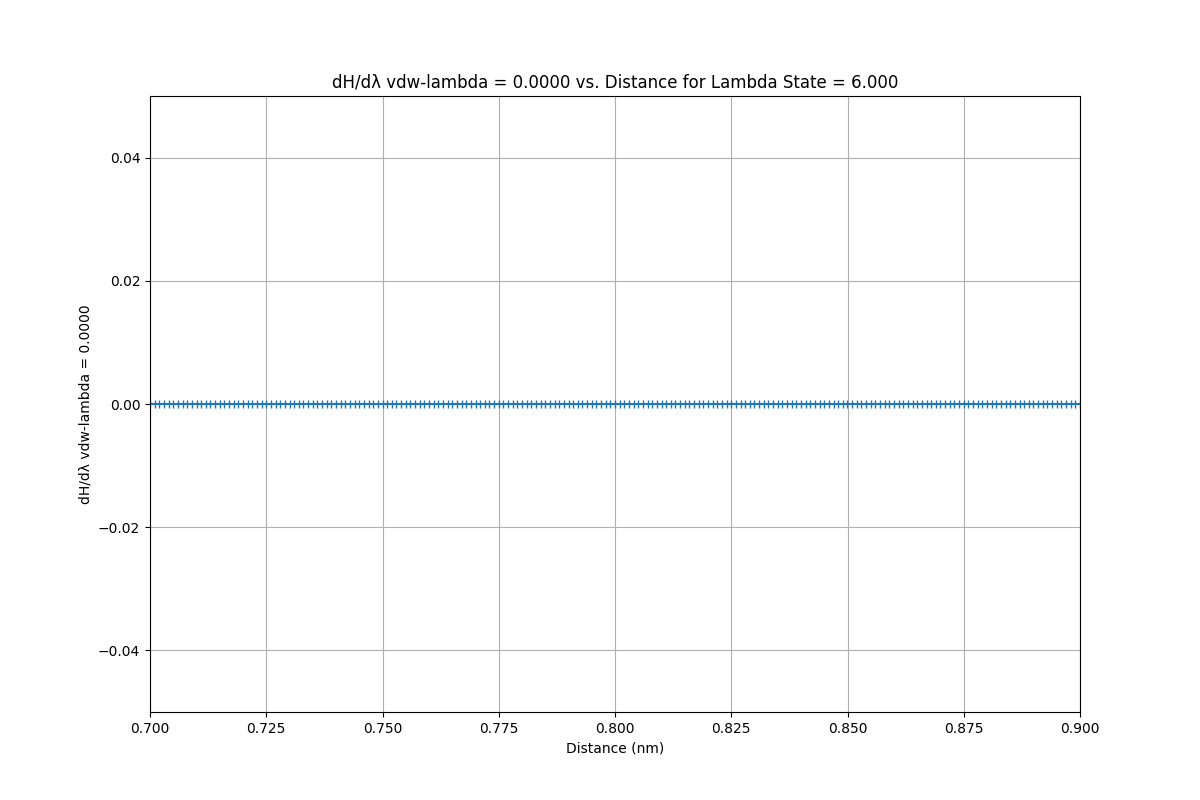 dH/dλ vdw-lambda = 0.0000 vs. Distance for Lambda State = 6.000
dH/dλ vdw-lambda = 0.0000
0.04
0.02
0.00
−0.02
−0.04
0.700 0.725 0.750 0.775 0.800 0.825 0.850 0.875 0.900
Distance (nm)